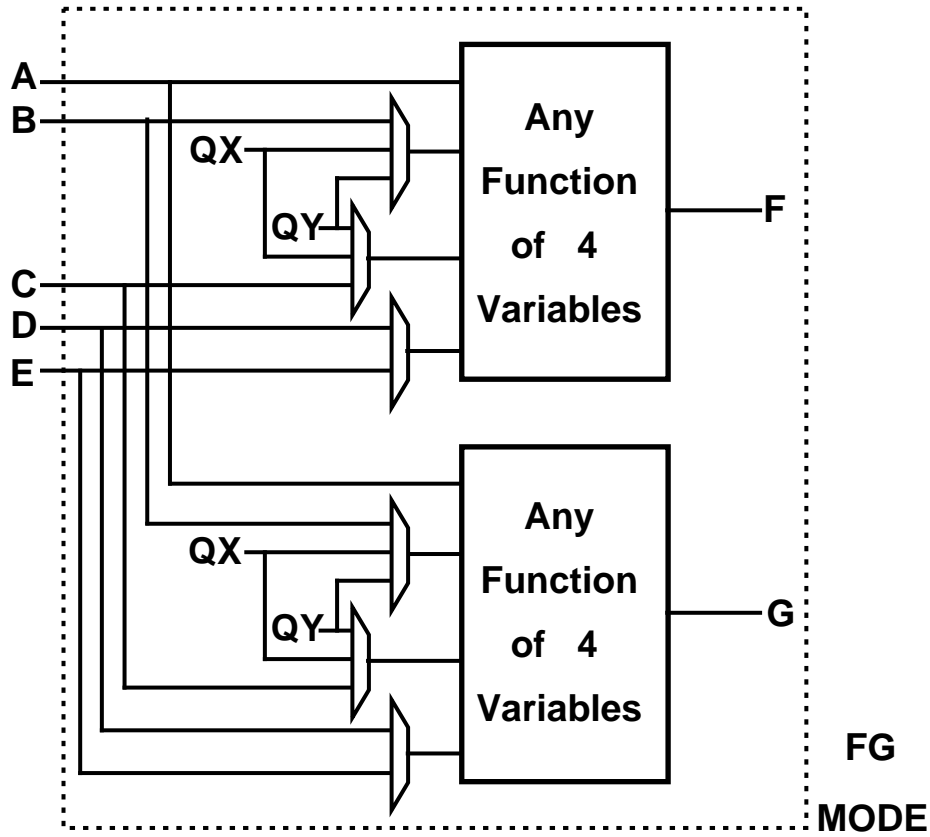 A
B
QX
QY
C
D
E
Any
Function
of 4
Variables
F
QX
QY
Any
Function
of 4
Variables
G
FG
MODE